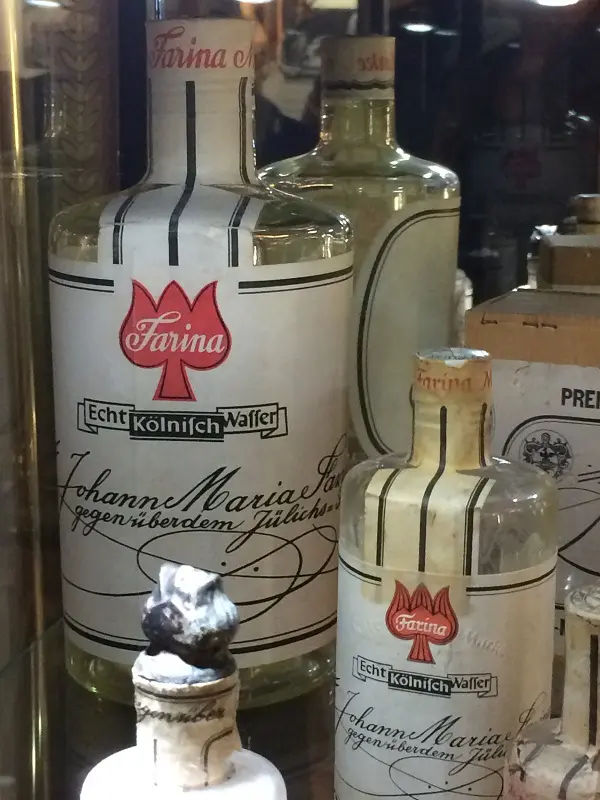 Farina
Farina
Echt Kölnisch Wasser
Johann Maria
gegenüber dem Jülichs
Farina
Farina
Echt Kölnisch Wasser
Johann Maria
gegenüber dem
gegenüber